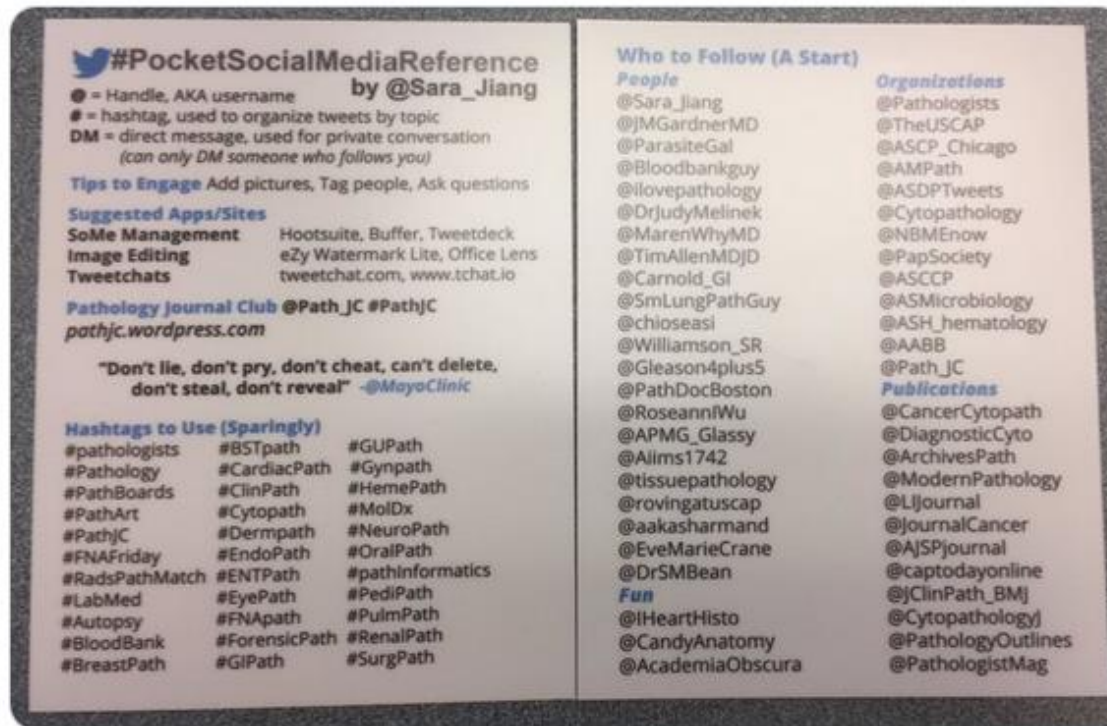 #PocketSocialMediaReference
by @Sara_Jiang
@ = Handle, AKA username
# = hashtag, used to organize tweets by topic
DM = direct message, used for private conversation
(can only DM someone who follows you)
Tips to Engage Add pictures, Tag people, Ask questions
Suggested Apps/Sites
SoMe Management Hootsuite, Buffer, Tweetdeck
Image Editing eZy Watermark Lite, Office Lens
Tweetchats tweetchat.com, www.tchat.io
Pathology Journal Club @Path_JC #PathJC
pathjc.wordpress.com
"Don't lie, don't pry, don't cheat, can't delete,
don't steal, don't reveal" -@MayoClinic
Hashtags to Use (Sparingly)
#pathologists #BSTpath #GUPath
#Pathology #CardiacPath #Gynpath
#PathBoards #ClinPath #HemePath
#PathArt #Cytopath #MolDx
#PathJC #Dermpath #NeuroPath
#FNAFriday #EndoPath #OralPath
#RadsPathMatch #ENTPath #pathInformatics
#LabMed #EyePath #PediPath
#Autopsy #FNApath #PulmPath
#BloodBank #ForensicPath #RenalPath
#BreastPath #GIPath #SurgPath
Who to Follow (A Start)
People
@Sara_Jiang
@JMGardnerMD
@ParasiteGal
@Bloodbankguy
@ilovepathology
@DrJudyMelinek
@MarenWhyMD
@TimAllenMDJD
@Carnold_GI
@SmLungPathGuy
@chioseasi
@Williamson_SR
@Gleason4plus5
@PathDocBoston
@RoseannIWu
@APMG_Glassy
@Aiims1742
@tissuepathology
@rovingatuscap
@aakasharmand
@EveMarieCrane
@DrSMBean
Fun
@IHeartHisto
@CandyAnatomy
@AcademiaObscura
Organizations
@Pathologists
@TheUSCAP
@ASCP_Chicago
@AMPath
@ASDPTweets
@Cytopathology
@NBMEnow
@PapSociety
@ASCCP
@ASMicrobiology
@ASH_hematology
@AABB
@Path_JC
Publications
@CancerCytopath
@DiagnosticCyto
@ArchivesPath
@ModernPathology
@LIJournal
@JournalCancer
@AJSPjournal
@captodayonline
@JClinPath_BMJ
@CytopathologyJ
@PathologyOutlines
@PathologistMag